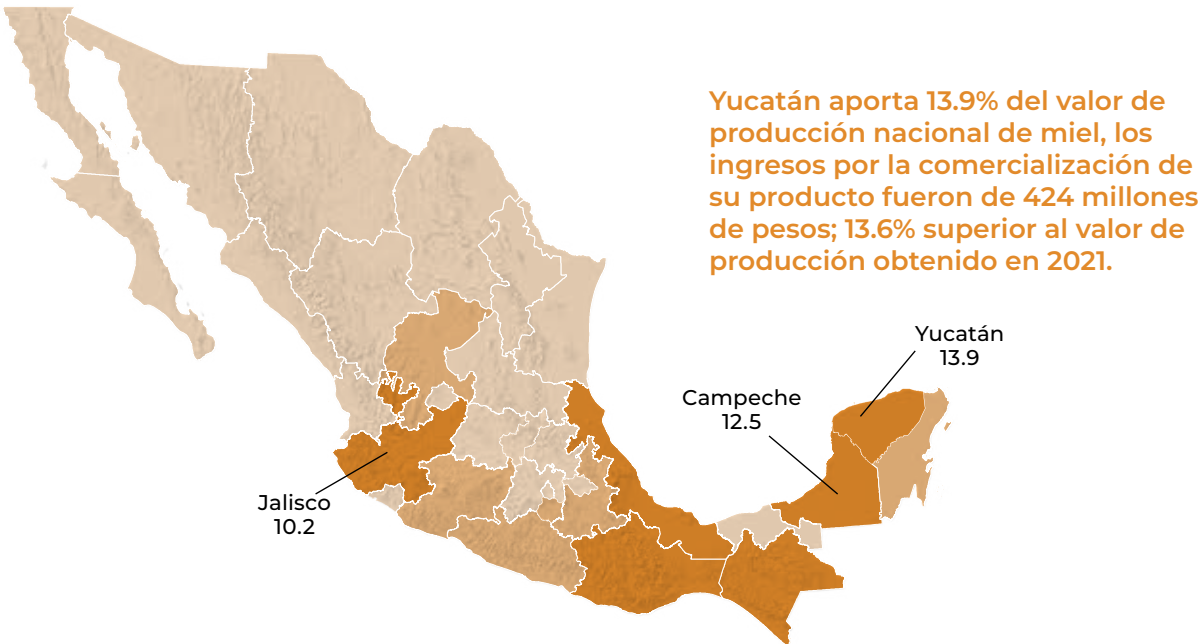 Yucatán aporta 13.9% del valor de
producción nacional de miel, los
ingresos por la comercialización de
su producto fueron de 424 millones
de pesos; 13.6% superior al valor de
producción obtenido en 2021.
Yucatán
13.9
Campeche
12.5
Jalisco
10.2